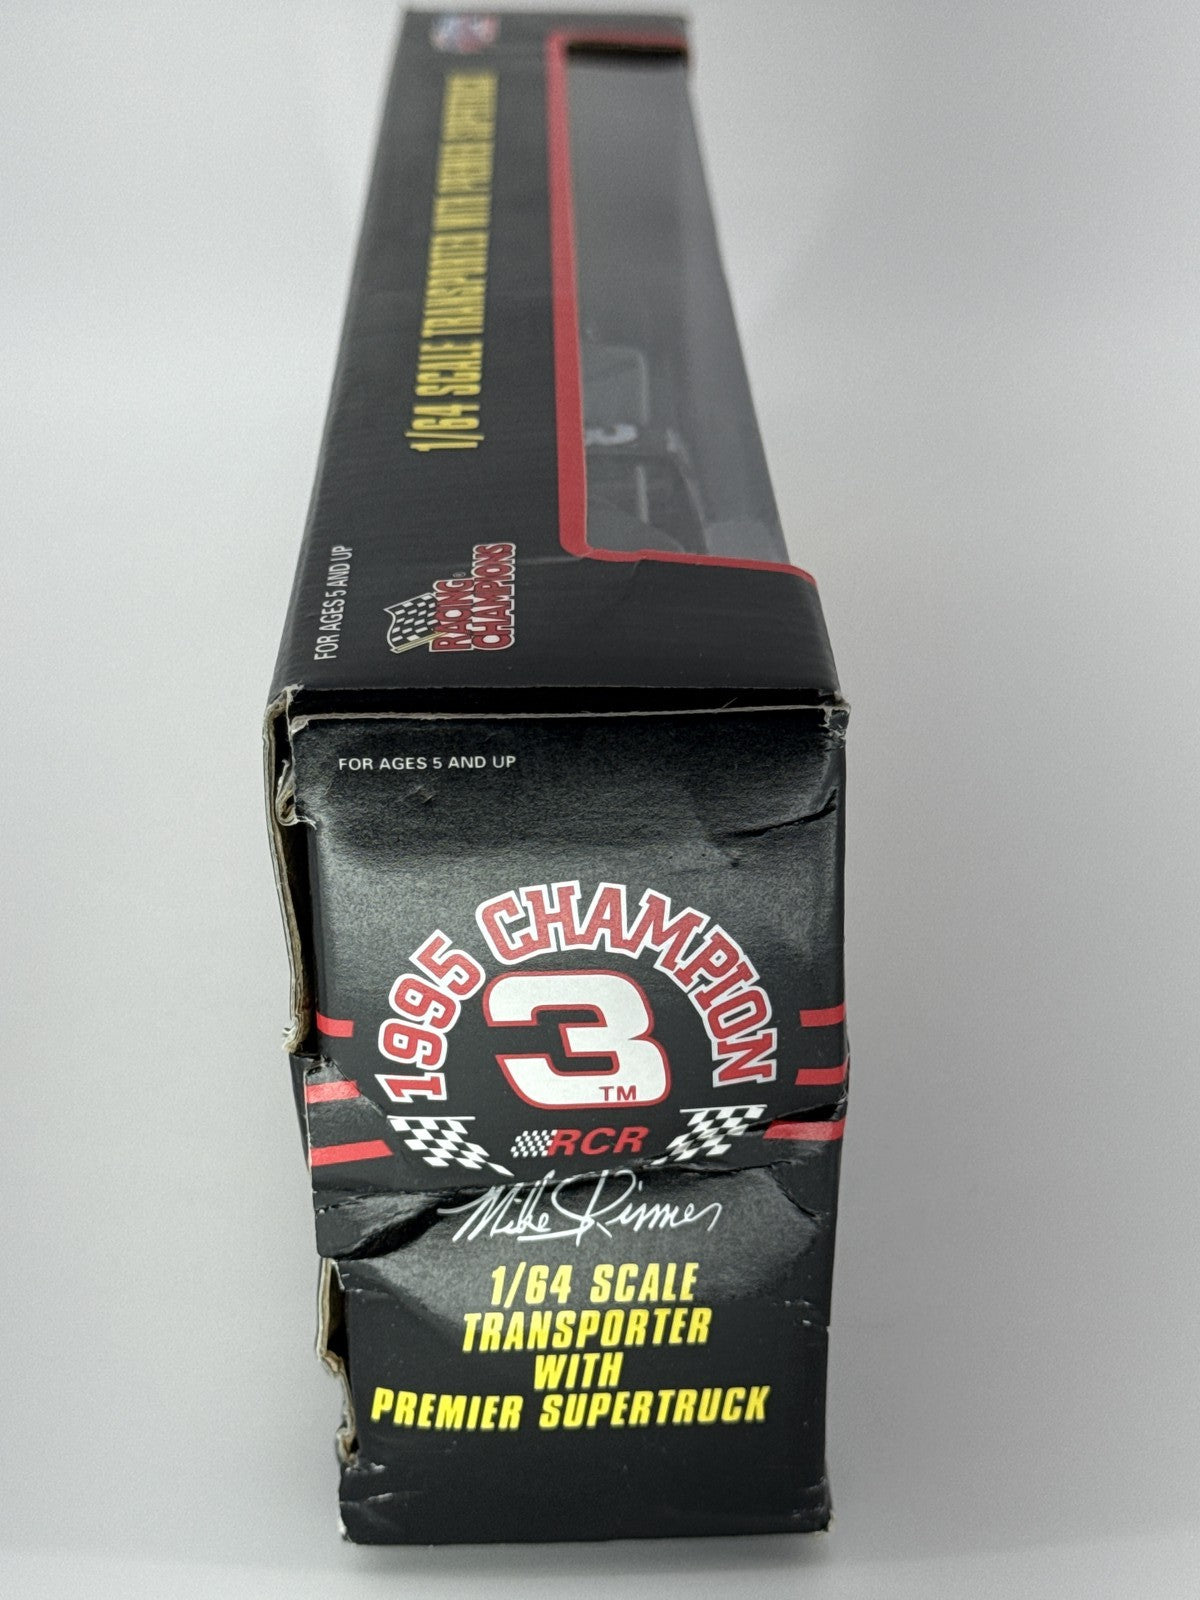 1/64 SCALE TRANSPORTER WITH PREMIER SUPERTRUCK
FOR AGES 5 AND UP
RACING®
CHAMPIONS
3
FOR AGES 5 AND UP
1995 CHAMPION
3
TM
RCR
Mike Skinner
1/64 SCALE
TRANSPORTER
WITH
PREMIER SUPERTRUCK